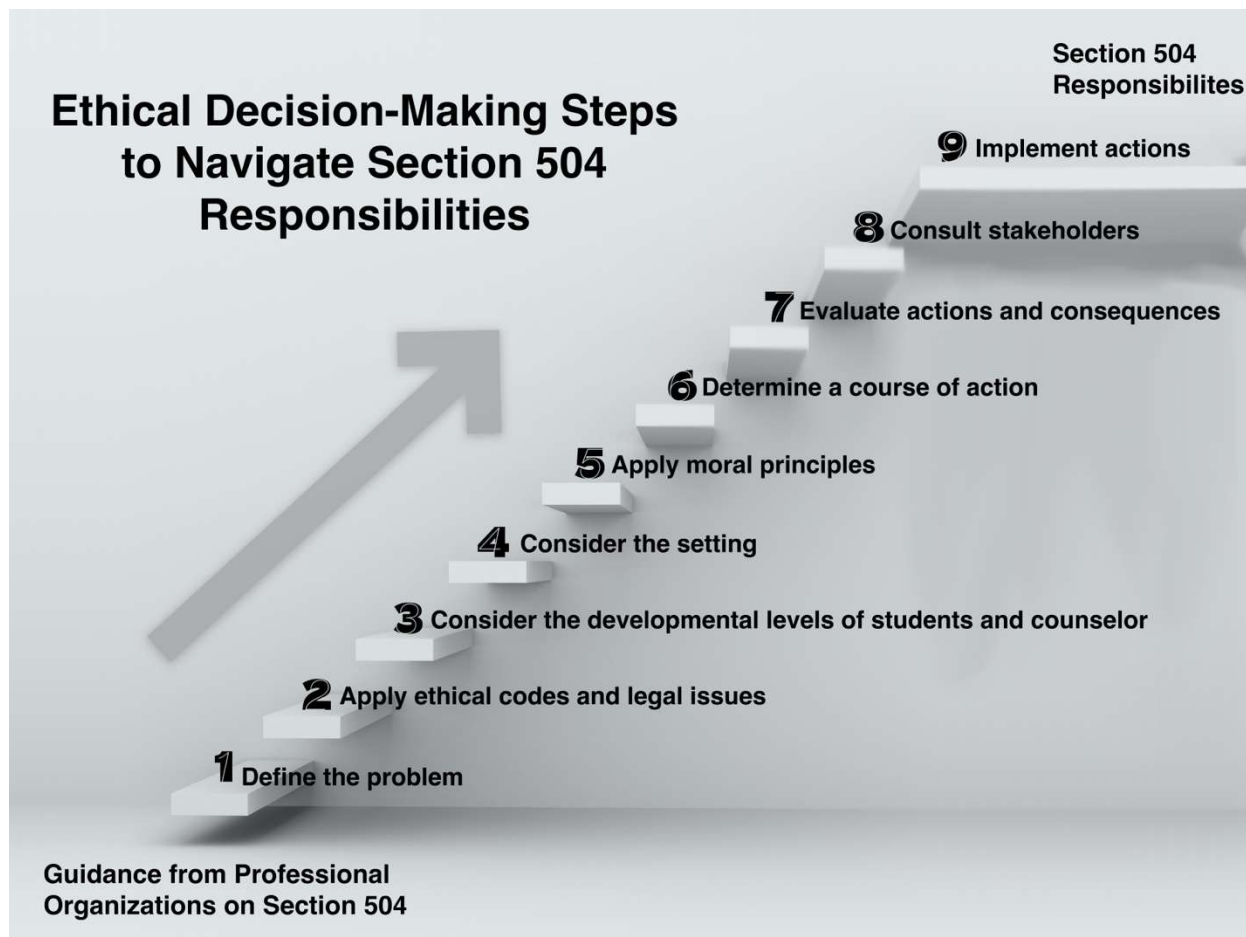 Section 504
Responsibilites
Ethical Decision-Making Steps
to Navigate Section 504
Responsibilities
9 Implement actions
8 Consult stakeholders
7 Evaluate actions and consequences
6 Determine a course of action
5 Apply moral principles
4 Consider the setting
3 Consider the developmental levels of students and counselor
2 Apply ethical codes and legal issues
1 Define the problem
Guidance from Professional
Organizations on Section 504